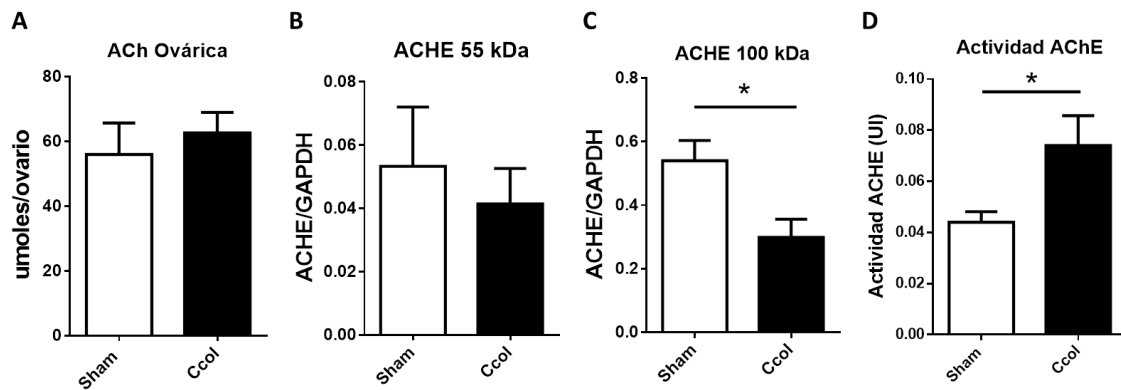 A
ACh Ovárica
umoles/ovario
80
60
40
20
0
Sham
Ccol
B
ACHE 55 kDa
ACHE/GAPDH
0.08
0.06
0.04
0.02
0.00
Sham
Ccol
C
ACHE 100 kDa
ACHE/GAPDH
0.8
0.6
0.4
0.2
0.0
*
Sham
Ccol
D
Actividad AChE
Actividad ACHE (UI)
0.10
0.08
0.06
0.04
0.02
0.00
*
Sham
Ccol